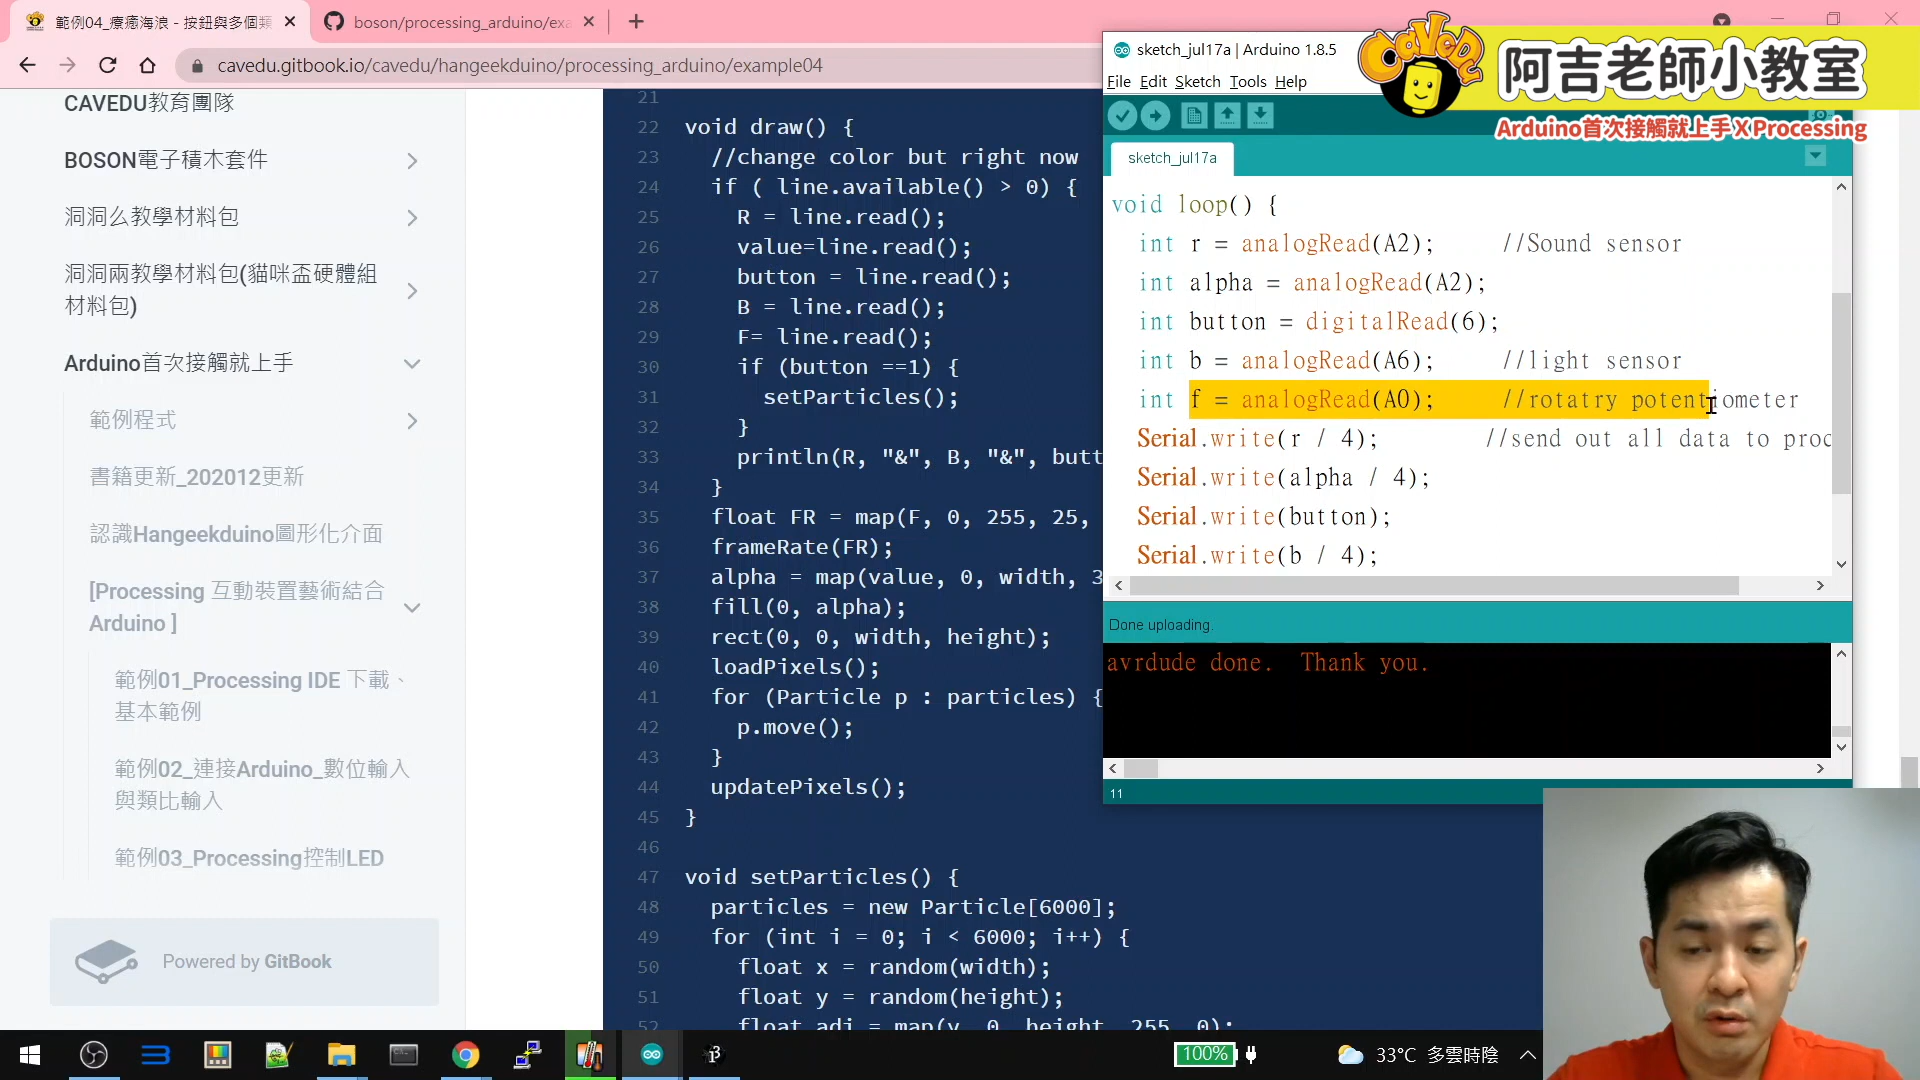 範例04_療癒海浪 - 按鈕與多個類
boson/processing_arduino/exa
cavedu.gitbook.io/cavedu/hangeekduino/processing_arduino/example04
CAVEDU教育團隊
BOSON電子積木套件
洞洞么教學材料包
洞洞兩教學材料包(貓咪盃硬體組
材料包)
Arduino首次接觸就上手
範例程式
書籍更新_202012更新
認識Hangeekduino圖形化介面
[Processing 互動裝置藝術結合
Arduino ]
範例01_Processing IDE 下載、
基本範例
範例02_連接Arduino_數位輸入
與類比輸入
範例03_Processing控制LED
Powered by GitBook
21
22 void draw() {
23 //change color but right now
24 if ( line.available() > 0) {
25 R = line.read();
26 value=line.read();
27 button = line.read();
28 B = line.read();
29 F= line.read();
30 if (button ==1) {
31 setParticles();
32 }
33 println(R, "&", B, "&", butt
34 }
35 float FR = map(F, 0, 255, 25,
36 frameRate(FR);
37 alpha = map(value, 0, width, 3
38 fill(0, alpha);
39 rect(0, 0, width, height);
40 loadPixels();
41 for (Particle p : particles) {
42 p.move();
43 }
44 updatePixels();
45 }
46
47 void setParticles() {
48 particles = new Particle[6000];
49 for (int i = 0; i < 6000; i++) {
50 float x = random(width);
51 float y = random(height);
52 float adj = map(y, 0, height, 255, 0);
sketch_jul17a | Arduino 1.8.5
File Edit Sketch Tools Help
sketch_jul17a
void loop() {
int r = analogRead(A2); //Sound sensor
int alpha = analogRead(A2);
int button = digitalRead(6);
int b = analogRead(A6); //light sensor
int f = analogRead(A0); //rotatry potentiometer
Serial.write(r / 4); //send out all data to proc
Serial.write(alpha / 4);
Serial.write(button);
Serial.write(b / 4);
Done uploading.
avrdude done. Thank you.
11
CAVEDU
阿吉老師小教室
Arduino首次接觸就上手 X Processing
100%
33°C 多雲時陰